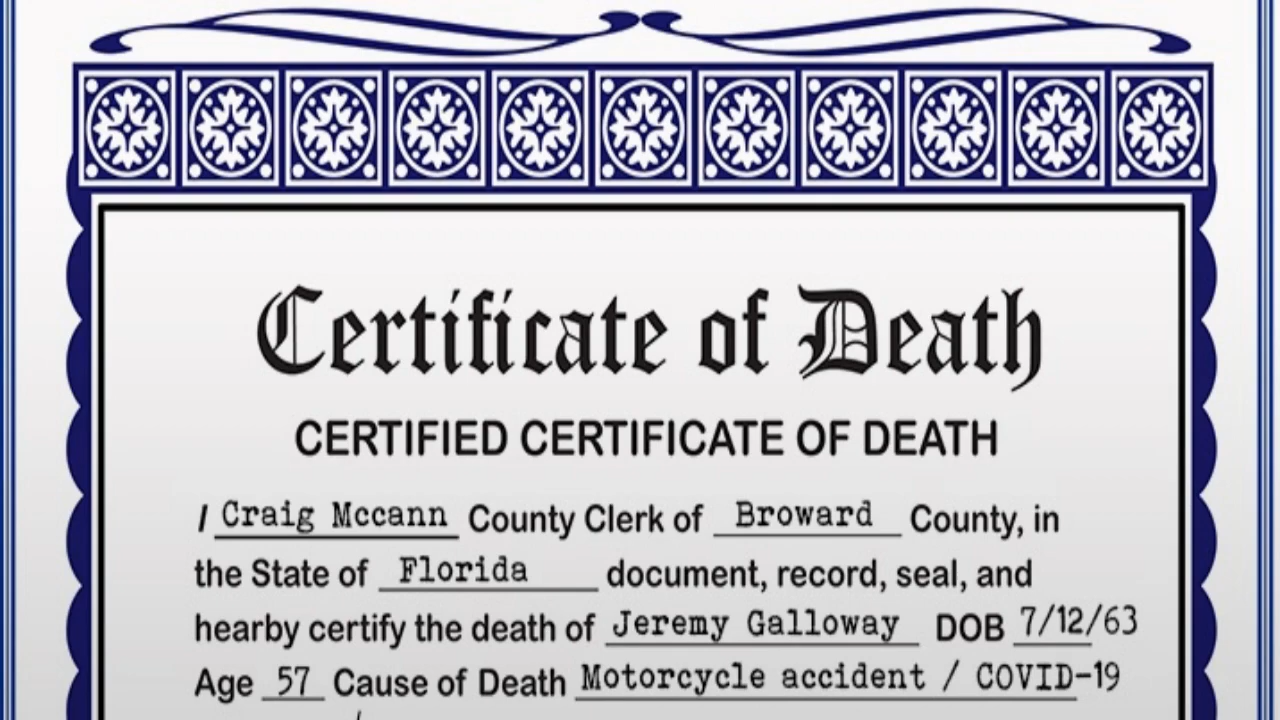 Certificate of Death
CERTIFIED CERTIFICATE OF DEATH
I Craig Mccann County Clerk of Broward County, in
the State of Florida document, record, seal, and
hearby certify the death of Jeremy Galloway DOB 7/12/63
Age 57 Cause of Death Motorcycle accident / COVID-19